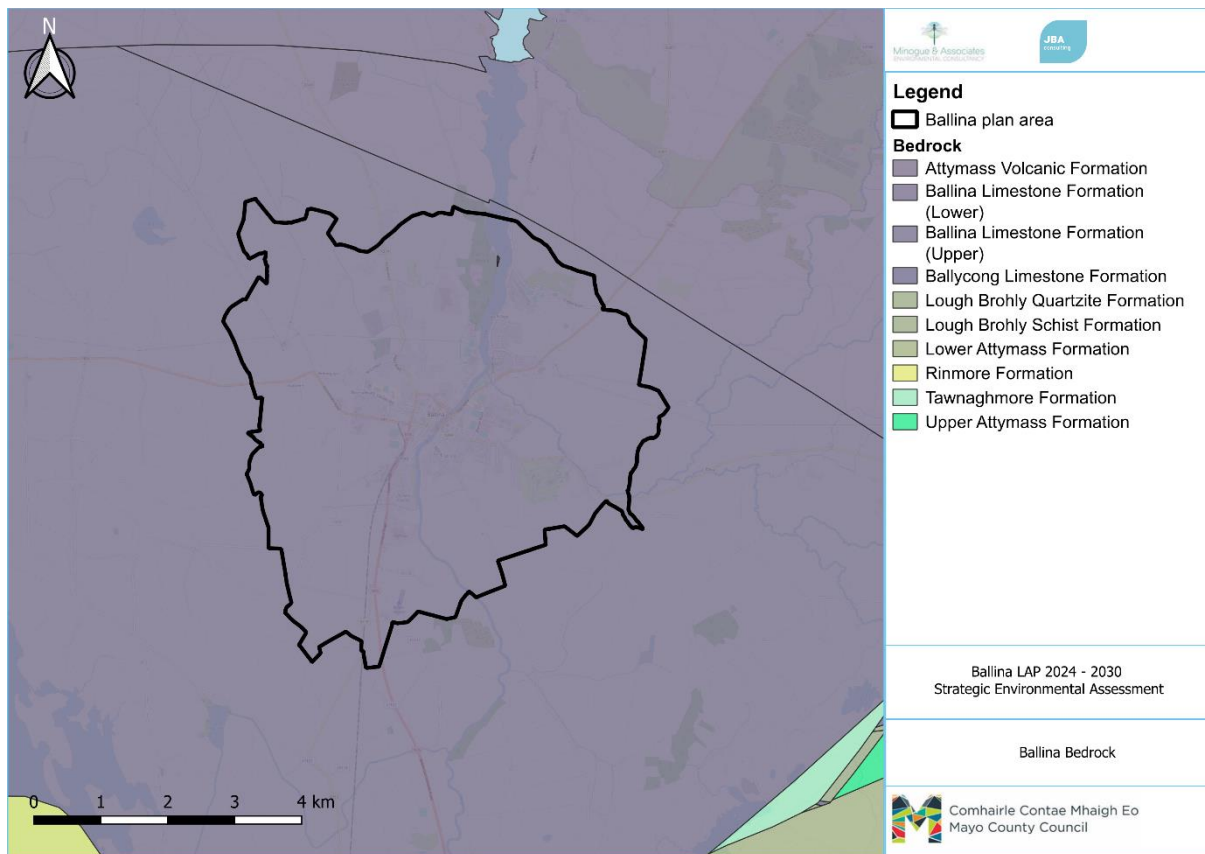 N
0 1 2 3 4 km
Minogue & Associates
ENVIRONMENTAL CONSULTANCY
JBA
consulting
Legend
Ballina plan area
Bedrock
Attymass Volcanic Formation
Ballina Limestone Formation
(Lower)
Ballina Limestone Formation
(Upper)
Ballycong Limestone Formation
Lough Brohly Quartzite Formation
Lough Brohly Schist Formation
Lower Attymass Formation
Rinmore Formation
Tawnaghmore Formation
Upper Attymass Formation
Ballina LAP 2024 - 2030
Strategic Environmental Assessment
Ballina Bedrock
Comhairle Contae Mhaigh Eo
Mayo County Council